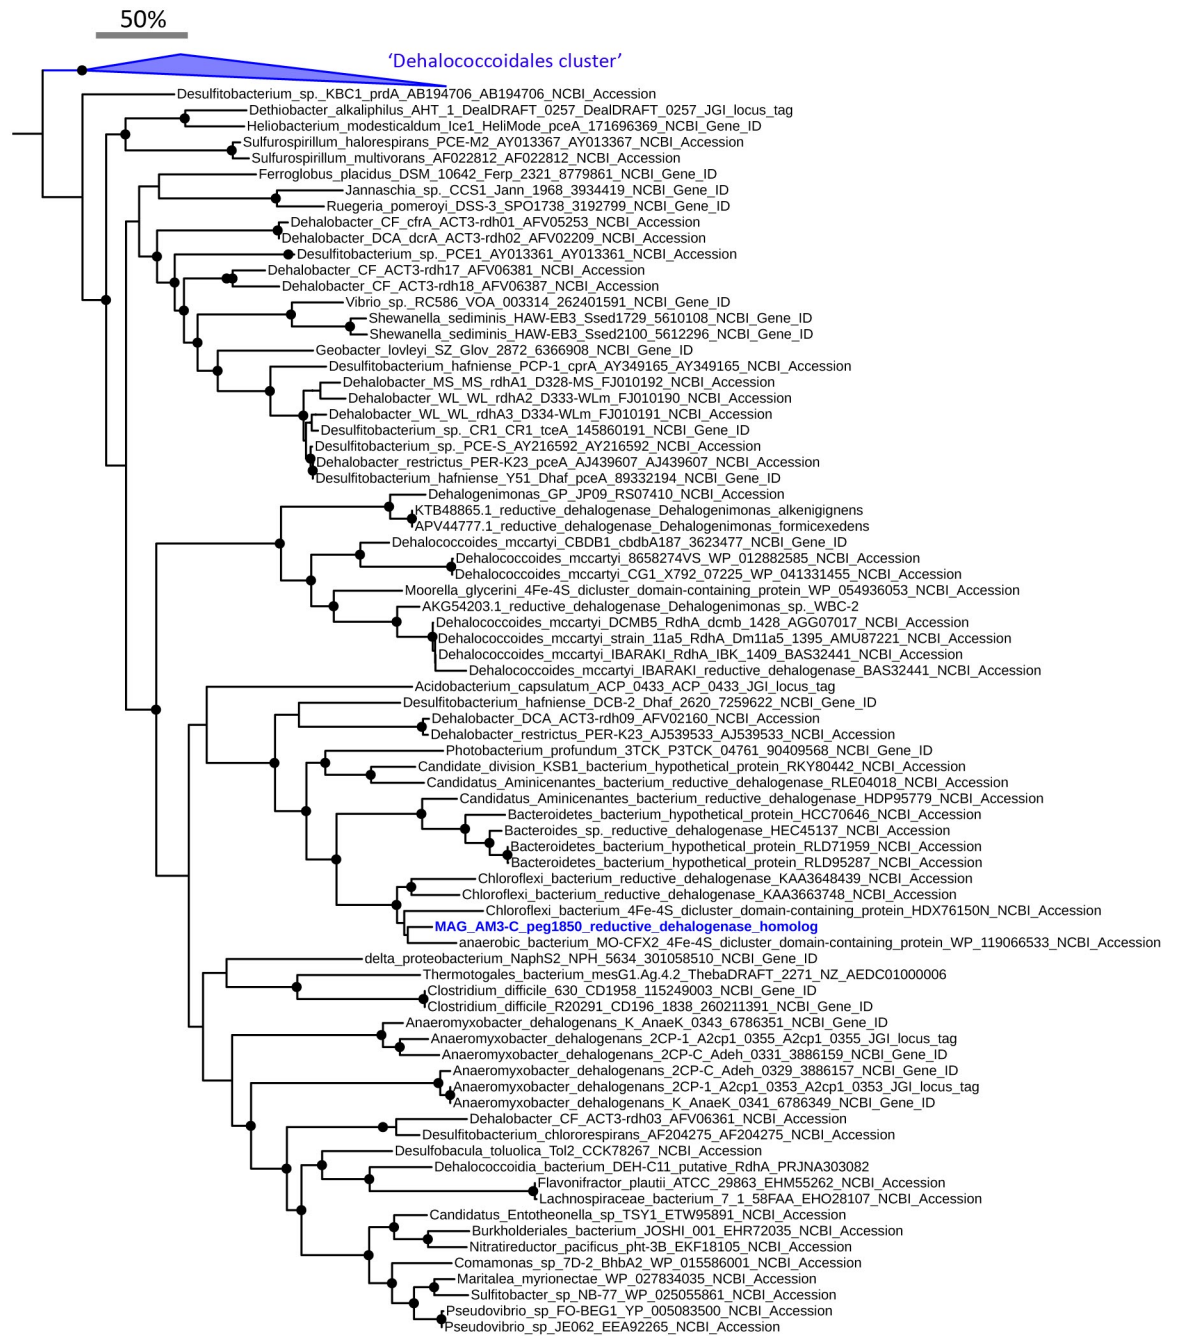 50%
‘Dehalococcoidales cluster’
Desulfitobacterium_sp._KBC1_prdA_AB194706_AB194706_NCBI_Accession
Dethiobacter_alkaliphilus_AHT_1_DealDRAFT_0257_DealDRAFT_0257_JGI_locus_tag
Heliobacterium_modesticaldum_Ice1_HeliMode_pceA_171696369_NCBI_Gene_ID
Sulfurospirillum_halorespirans_PCE-M2_AY013367_AY013367_NCBI_Accession
Sulfurospirillum_multivorans_AF022812_AF022812_NCBI_Accession
Ferroglobus_placidus_DSM_10642_Ferp_2321_8779861_NCBI_Gene_ID
Jannaschia_sp._CCS1_Jann_1968_3934419_NCBI_Gene_ID
Ruegeria_pomeroyi_DSS-3_SPO1738_3192799_NCBI_Gene_ID
Dehalobacter_CF_cfrA_ACT3-rdh01_AFV05253_NCBI_Accession
Dehalobacter_DCA_dcrA_ACT3-rdh02_AFV02209_NCBI_Accession
Desulfitobacterium_sp._PCE1_AY013361_AY013361_NCBI_Accession
Dehalobacter_CF_ACT3-rdh17_AFV06381_NCBI_Accession
Dehalobacter_CF_ACT3-rdh18_AFV06387_NCBI_Accession
Vibrio_sp._RC586_VOA_003314_262401591_NCBI_Gene_ID
Shewanella_sediminis_HAW-EB3_Ssed1729_5610108_NCBI_Gene_ID
Shewanella_sediminis_HAW-EB3_Ssed2100_5612296_NCBI_Gene_ID
Geobacter_lovleyi_SZ_Glov_2872_6366908_NCBI_Gene_ID
Desulfitobacterium_hafniense_PCP-1_cprA_AY349165_AY349165_NCBI_Accession
Dehalobacter_MS_MS_rdhA1_D328-MS_FJ010192_NCBI_Accession
Dehalobacter_WL_WL_rdhA2_D333-WLm_FJ010190_NCBI_Accession
Dehalobacter_WL_WL_rdhA3_D334-WLm_FJ010191_NCBI_Accession
Desulfitobacterium_sp._CR1_CR1_tceA_145860191_NCBI_Gene_ID
Desulfitobacterium_sp._PCE-S_AY216592_AY216592_NCBI_Accession
Dehalobacter_restrictus_PER-K23_pceA_AJ439607_AJ439607_NCBI_Accession
Desulfitobacterium_hafniense_Y51_Dhaf_pceA_89332194_NCBI_Gene_ID
Dehalogenimonas_GP_JP09_RS07410_NCBI_Accession
KTB48865.1_reductive_dehalogenase_Dehalogenimonas_alkenigignens
APV44777.1_reductive_dehalogenase_Dehalogenimonas_formicexedens
Dehalococcoides_mccartyi_CBDB1_cbdbA187_3623477_NCBI_Gene_ID
Dehalococcoides_mccartyi_8658274VS_WP_012882585_NCBI_Accession
Dehalococcoides_mccartyi_CG1_X792_07225_WP_041331455_NCBI_Accession
Moorella_glycerini_4Fe-4S_dicluster_domain-containing_protein_WP_054936053_NCBI_Accession
AKG54203.1_reductive_dehalogenase_Dehalogenimonas_sp._WBC-2
Dehalococcoides_mccartyi_DCMB5_RdhA_dcmb_1428_AGG07017_NCBI_Accession
Dehalococcoides_mccartyi_strain_11a5_RdhA_Dm11a5_1395_AMU87221_NCBI_Accession
Dehalococcoides_mccartyi_IBARAKI_RdhA_IBK_1409_BAS32441_NCBI_Accession
Dehalococcoides_mccartyi_IBARAKI_reductive_dehalogenase_BAS32441_NCBI_Accession
Acidobacterium_capsulatum_ACP_0433_ACP_0433_JGI_locus_tag
Desulfitobacterium_hafniense_DCB-2_Dhaf_2620_7259622_NCBI_Gene_ID
Dehalobacter_DCA_ACT3-rdh09_AFV02160_NCBI_Accession
Dehalobacter_restrictus_PER-K23_AJ539533_AJ539533_NCBI_Accession
Photobacterium_profundum_3TCK_P3TCK_04761_90409568_NCBI_Gene_ID
Candidate_division_KSB1_bacterium_hypothetical_protein_RKY80442_NCBI_Accession
Candidatus_Aminicenantes_bacterium_reductive_dehalogenase_RLE04018_NCBI_Accession
Candidatus_Aminicenantes_bacterium_reductive_dehalogenase_HDP95779_NCBI_Accession
Bacteroidetes_bacterium_hypothetical_protein_HCC70646_NCBI_Accession
Bacteroides_sp._reductive_dehalogenase_HEC45137_NCBI_Accession
Bacteroidetes_bacterium_hypothetical_protein_RLD71959_NCBI_Accession
Bacteroidetes_bacterium_hypothetical_protein_RLD95287_NCBI_Accession
Chloroflexi_bacterium_reductive_dehalogenase_KAA3648439_NCBI_Accession
Chloroflexi_bacterium_reductive_dehalogenase_KAA3663748_NCBI_Accession
Chloroflexi_bacterium_4Fe-4S_dicluster_domain-containing_protein_HDX76150N_NCBI_Accession
MAG_AM3-C_peg1850_reductive_dehalogenase_homolog
anaerobic_bacterium_MO-CFX2_4Fe-4S_dicluster_domain-containing_protein_WP_119066533_NCBI_Accession
delta_proteobacterium_NaphS2_NPH_5634_301058510_NCBI_Gene_ID
Thermotogales_bacterium_mesG1.Ag.4.2_ThebaDRAFT_2271_NZ_AEDC01000006
Clostridium_difficile_630_CD1958_115249003_NCBI_Gene_ID
Clostridium_difficile_R20291_CD196_1838_260211391_NCBI_Gene_ID
Anaeromyxobacter_dehalogenans_K_AnaeK_0343_6786351_NCBI_Gene_ID
Anaeromyxobacter_dehalogenans_2CP-1_A2cp1_0355_A2cp1_0355_JGI_locus_tag
Anaeromyxobacter_dehalogenans_2CP-C_Adeh_0331_3886159_NCBI_Gene_ID
Anaeromyxobacter_dehalogenans_2CP-C_Adeh_0329_3886157_NCBI_Gene_ID
Anaeromyxobacter_dehalogenans_2CP-1_A2cp1_0353_A2cp1_0353_JGI_locus_tag
Anaeromyxobacter_dehalogenans_K_AnaeK_0341_6786349_NCBI_Gene_ID
Dehalobacter_CF_ACT3-rdh03_AFV06361_NCBI_Accession
Desulfitobacterium_chlororespirans_AF204275_AF204275_NCBI_Accession
Desulfobacula_toluolica_Tol2_CCK78267_NCBI_Accession
Dehalococcoidia_bacterium_DEH-C11_putative_RdhA_PRJNA303082
Flavonifractor_plautii_ATCC_29863_EHM55262_NCBI_Accession
Lachnospiraceae_bacterium_7_1_58FAA_EHO28107_NCBI_Accession
Candidatus_Entotheonella_sp_TSY1_ETW95891_NCBI_Accession
Burkholderiales_bacterium_JOSHI_001_EHR72035_NCBI_Accession
Nitratireductor_pacificus_pht-3B_EKF18105_NCBI_Accession
Comamonas_sp_7D-2_BhbA2_WP_015586001_NCBI_Accession
Maritalea_myrionectae_WP_027834035_NCBI_Accession
Sulfitobacter_sp_NB-77_WP_025055861_NCBI_Accession
Pseudovibrio_sp_FO-BEG1_YP_005083500_NCBI_Accession
Pseudovibrio_sp_JE062_EEA92265_NCBI_Accession